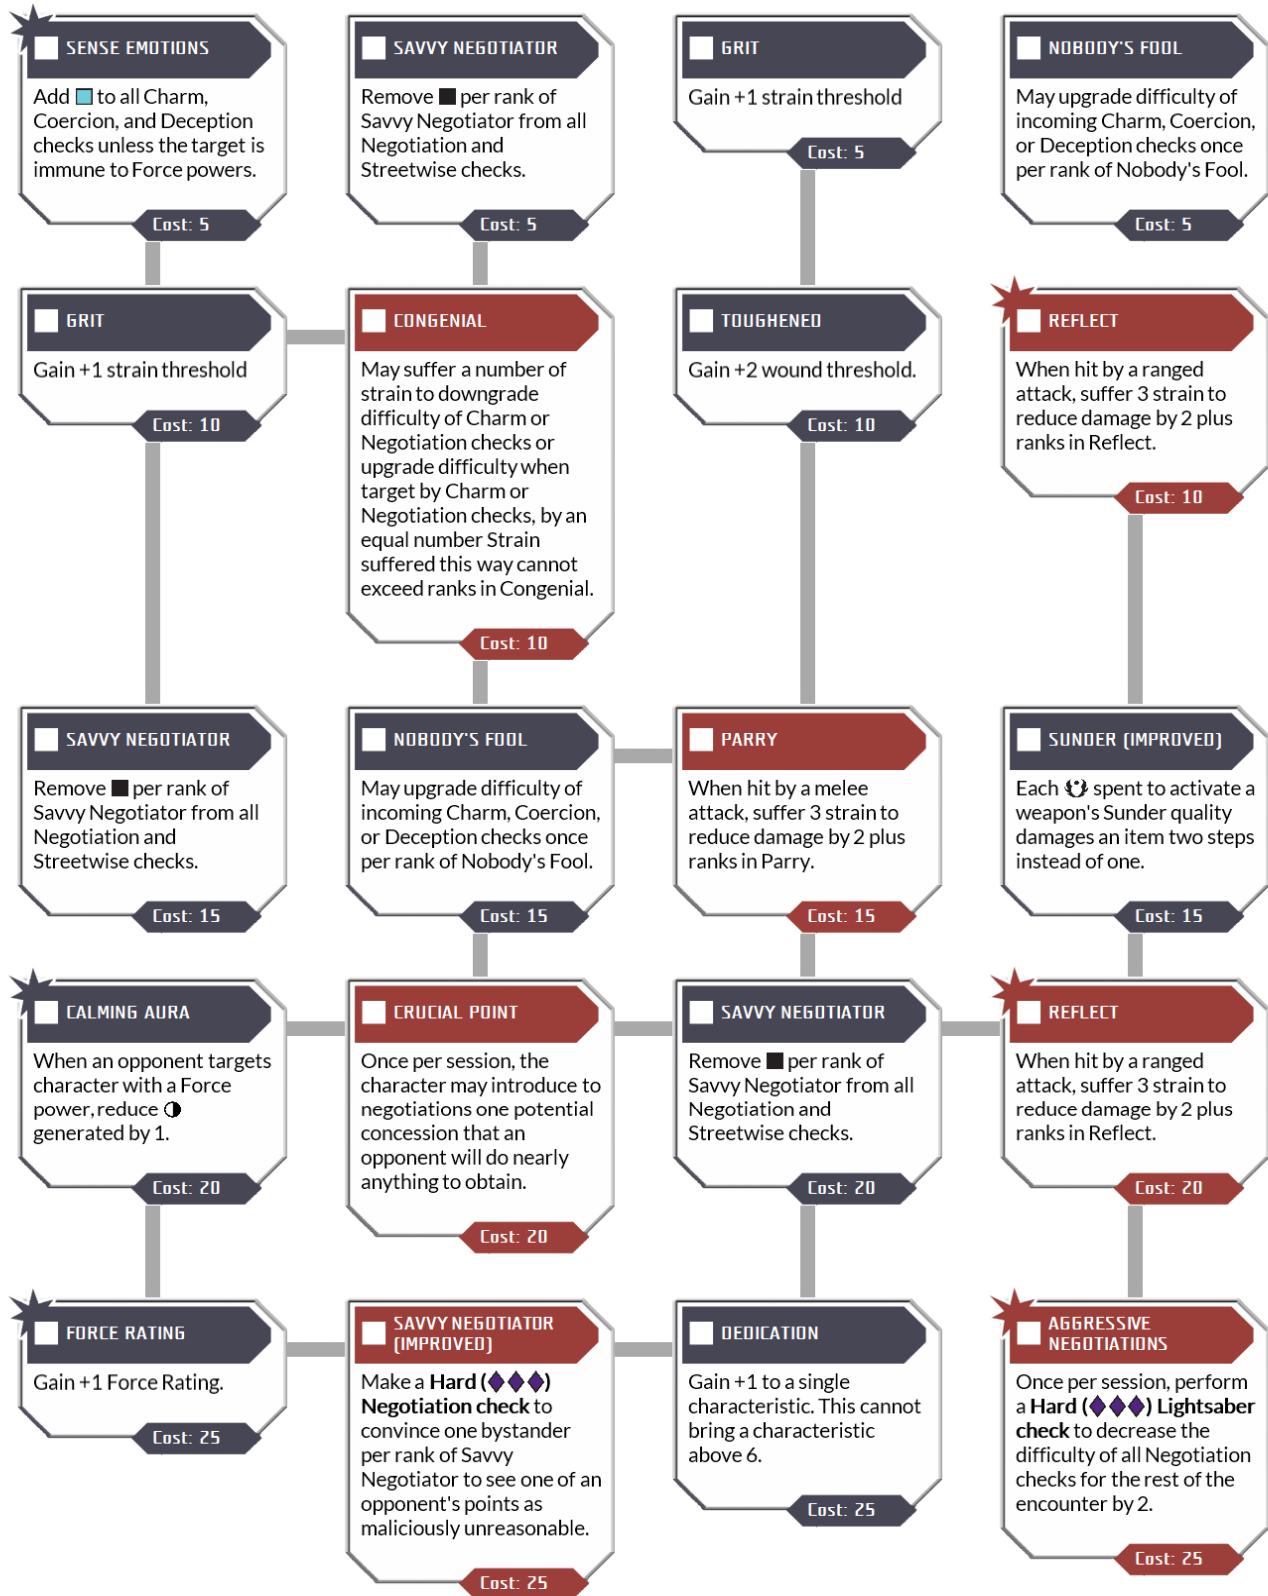 SENSE EMOTIONS
Add to all Charm,
Coercion, and Deception
checks unless the target is
immune to Force powers.
Cost: 5
SAVVY NEGOTIATOR
Remove per rank of
Savvy Negotiator from all
Negotiation and
Streetwise checks.
Cost: 5
GRIT
Gain +1 strain threshold
Cost: 5
NOBODY'S FOOL
May upgrade difficulty of
incoming Charm, Coercion,
or Deception checks once
per rank of Nobody's Fool.
Cost: 5
GRIT
Gain +1 strain threshold
Cost: 10
CONGENIAL
May suffer a number of
strain to downgrade
difficulty of Charm or
Negotiation checks or
upgrade difficulty when
target by Charm or
Negotiation checks, by an
equal number Strain
suffered this way cannot
exceed ranks in Congenial.
Cost: 10
TOUGHENED
Gain +2 wound threshold.
Cost: 10
REFLECT
When hit by a ranged
attack, suffer 3 strain to
reduce damage by 2 plus
ranks in Reflect.
Cost: 10
SAVVY NEGOTIATOR
Remove per rank of
Savvy Negotiator from all
Negotiation and
Streetwise checks.
Cost: 15
NOBODY'S FOOL
May upgrade difficulty of
incoming Charm, Coercion,
or Deception checks once
per rank of Nobody's Fool.
Cost: 15
PARRY
When hit by a melee
attack, suffer 3 strain to
reduce damage by 2 plus
ranks in Parry.
Cost: 15
SUNDER (IMPROVED)
Each spent to activate a
weapon's Sunder quality
damages an item two steps
instead of one.
Cost: 15
CALMING AURA
When an opponent targets
character with a Force
power, reduce
generated by 1.
Cost: 20
CRUCIAL POINT
Once per session, the
character may introduce to
negotiations one potential
concession that an
opponent will do nearly
anything to obtain.
Cost: 20
SAVVY NEGOTIATOR
Remove per rank of
Savvy Negotiator from all
Negotiation and
Streetwise checks.
Cost: 20
REFLECT
When hit by a ranged
attack, suffer 3 strain to
reduce damage by 2 plus
ranks in Reflect.
Cost: 20
FORCE RATING
Gain +1 Force Rating.
Cost: 25
SAVVY NEGOTIATOR
(IMPROVED)
Make a Hard (♦♦♦)
Negotiation check to
convince one bystander
per rank of Savvy
Negotiator to see one of an
opponent's points as
maliciously unreasonable.
Cost: 25
DEDICATION
Gain +1 to a single
characteristic. This cannot
bring a characteristic
above 6.
Cost: 25
AGGRESSIVE
NEGOTIATIONS
Once per session, perform
a Hard (♦♦♦) Lightsaber
check to decrease the
difficulty of all Negotiation
checks for the rest of the
encounter by 2.
Cost: 25